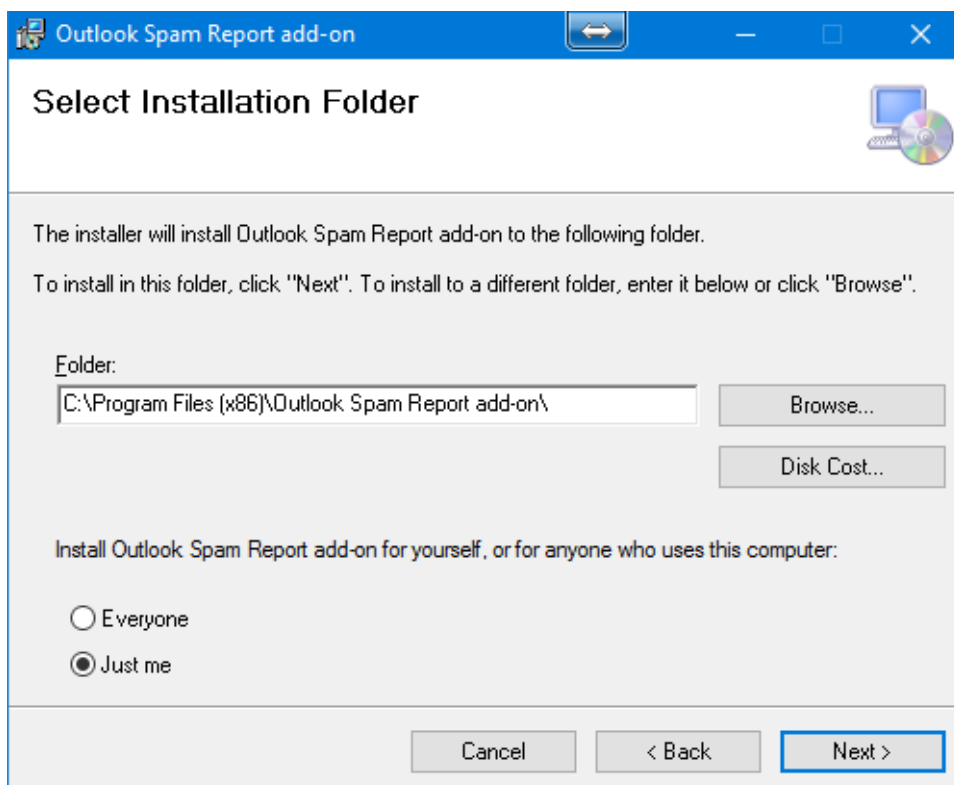 Outlook Spam Report add-on
Select Installation Folder
The installer will install Outlook Spam Report add-on to the following folder.
To install in this folder, click "Next". To install to a different folder, enter it below or click "Browse".
Folder:
C:\Program Files (x86)\Outlook Spam Report add-on\
Browse...
Disk Cost...
Install Outlook Spam Report add-on for yourself, or for anyone who uses this computer:
Everyone
Just me
Cancel
< Back
Next >